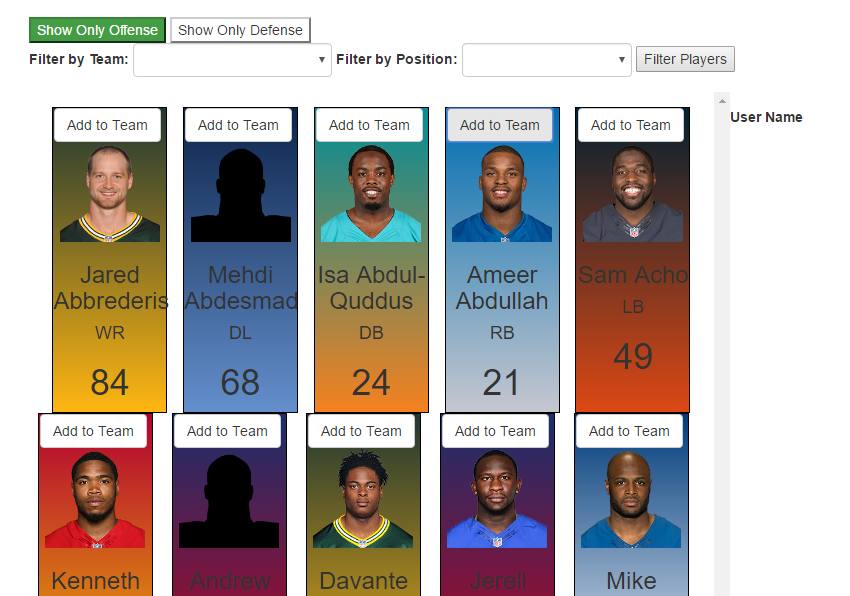 Show Only Offense Show Only Defense
Filter by Team: Filter by Position: Filter Players
User Name
Add to Team Add to Team Add to Team Add to Team Add to Team
Jared Abbrederis
WR
84
Mehdi Abdesmad
DL
68
Isa Abdul-Quddus
DB
24
Ameer Abdullah
RB
21
Sam Acho
LB
49
Add to Team Add to Team Add to Team Add to Team Add to Team
Kenneth Andrew Davante Jerell Mike